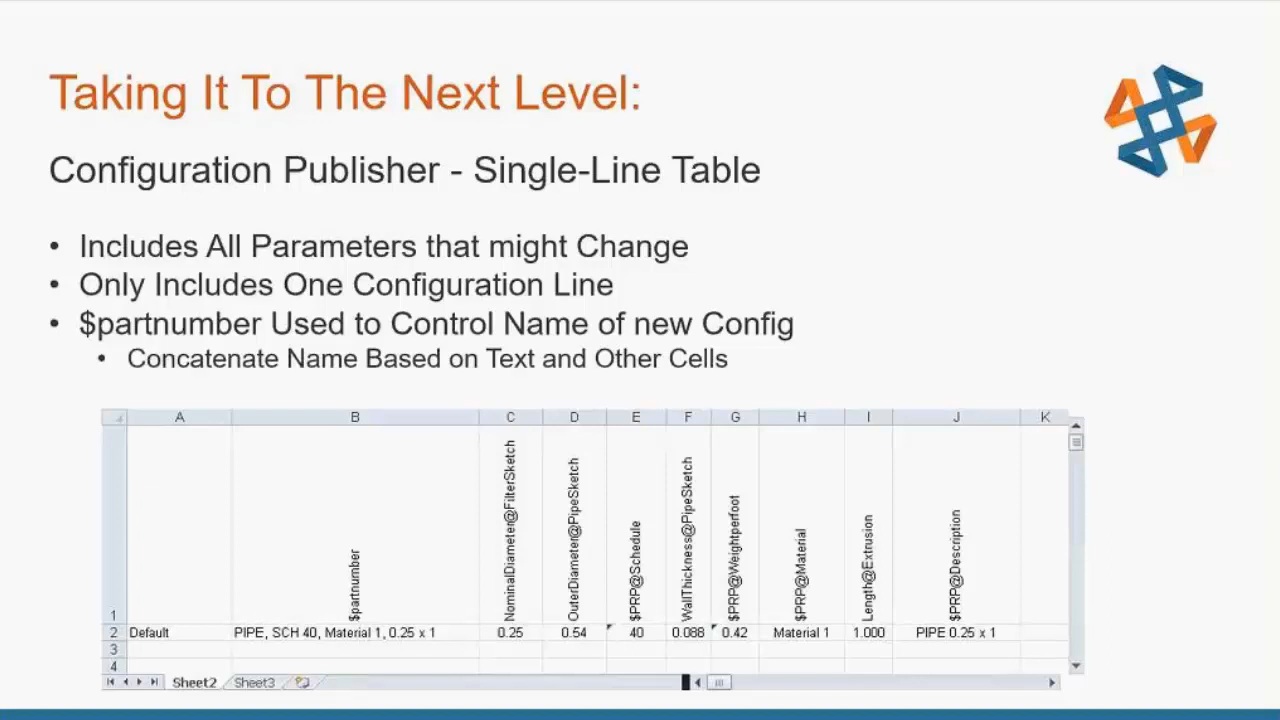 Taking It To The Next Level:
Configuration Publisher - Single-Line Table
• Includes All Parameters that might Change
• Only Includes One Configuration Line
• $partnumber Used to Control Name of new Config
• Concatenate Name Based on Text and Other Cells
A B C D E F G H I J K
1 $partnumber NominalDiameter@FilterSketch OuterDiameter@PipeSketch $PRP@Schedule WallThickness@PipeSketch $PRP@Weightperfoot $PRP@Material Length@Extrusion $PRP@Description
2 Default PIPE, SCH 40, Material 1, 0.25 x 1 0.25 0.54 40 0.088 0.42 Material 1 1.000 PIPE 0.25 x 1
3
4
Sheet2 Sheet3